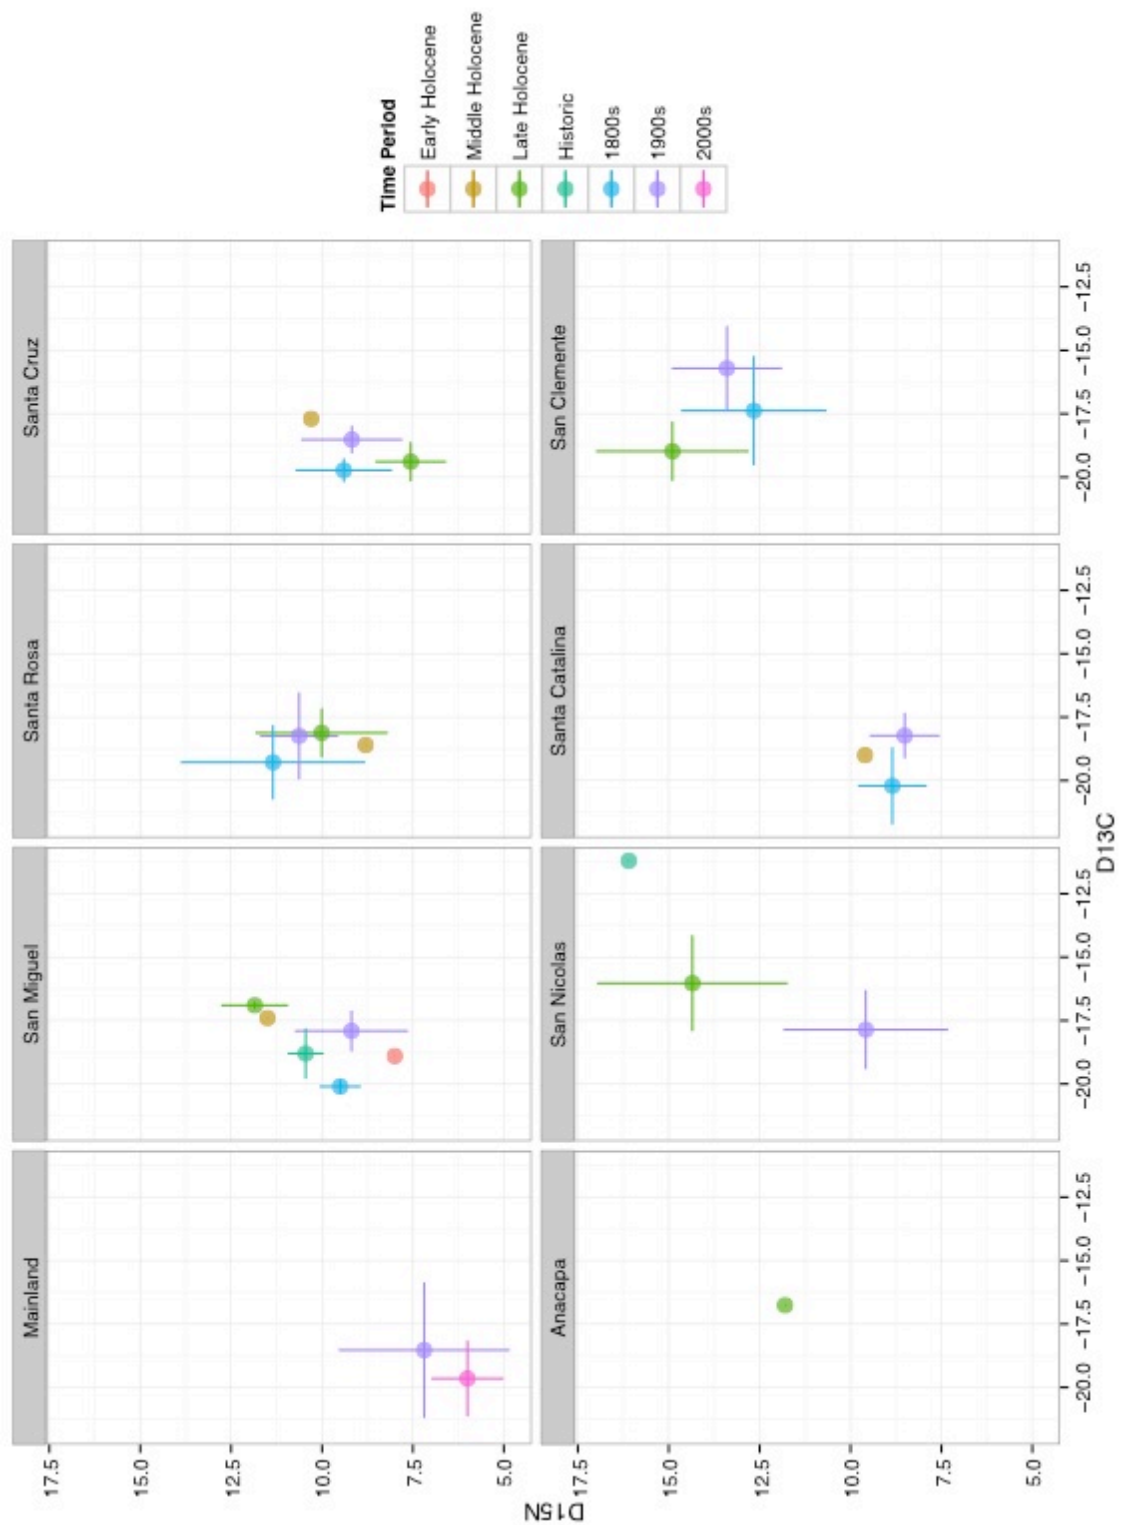 Mainland
San Miguel
Santa Rosa
Santa Cruz
Anacapa
San Nicolas
Santa Catalina
San Clemente
17.5
15.0
12.5
10.0
7.5
5.0
17.5
15.0
12.5
10.0
7.5
5.0
D15N
−20.0 −17.5 −15.0 −12.5
−20.0 −17.5 −15.0 −12.5
−20.0 −17.5 −15.0 −12.5
−20.0 −17.5 −15.0 −12.5
D13C
Time Period
Early Holocene
Middle Holocene
Late Holocene
Historic
1800s
1900s
2000s